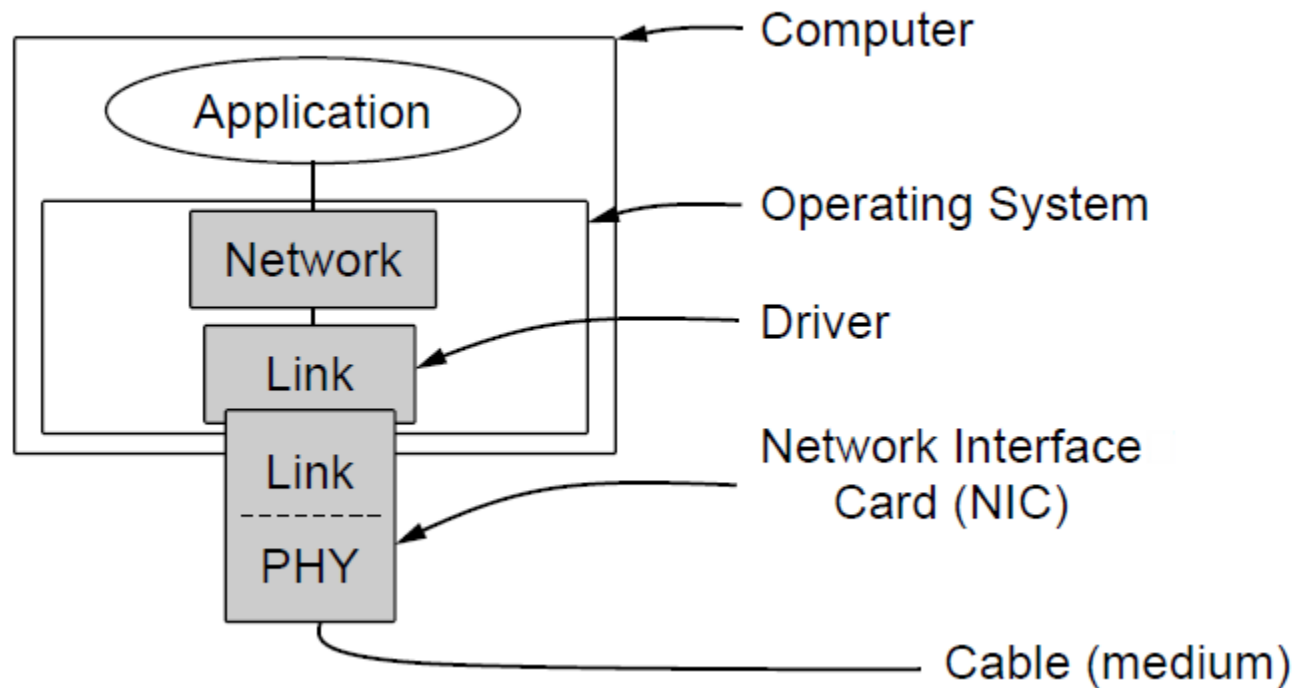 Computer
Application
Operating System
Network
Driver
Link
Network Interface
Card (NIC)
Link
PHY
Cable (medium)